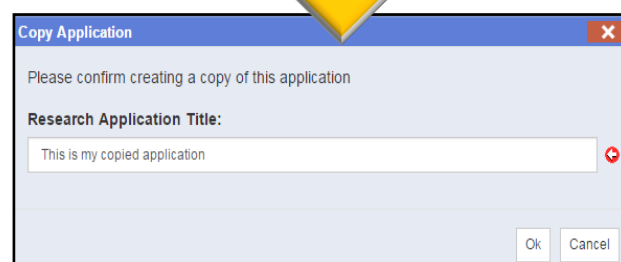 Copy Application
Please confirm creating a copy of this application
Research Application Title:
This is my copied application
Ok Cancel